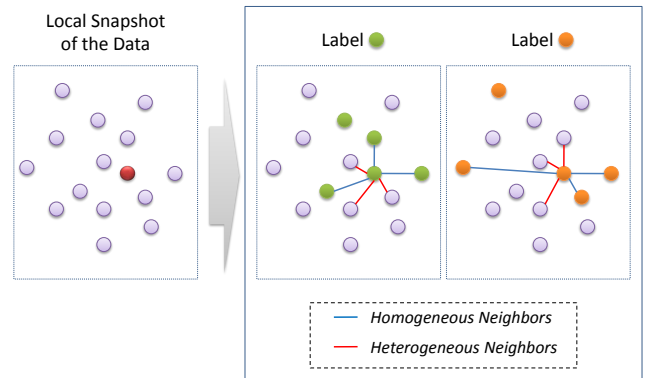 Local Snapshot
of the Data
Label
Label
Homogeneous Neighbors
Heterogeneous Neighbors